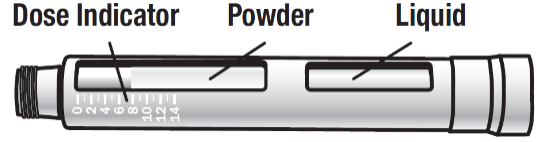 Dose Indicator Powder Liquid
0 2 4 6 8 10 12 14